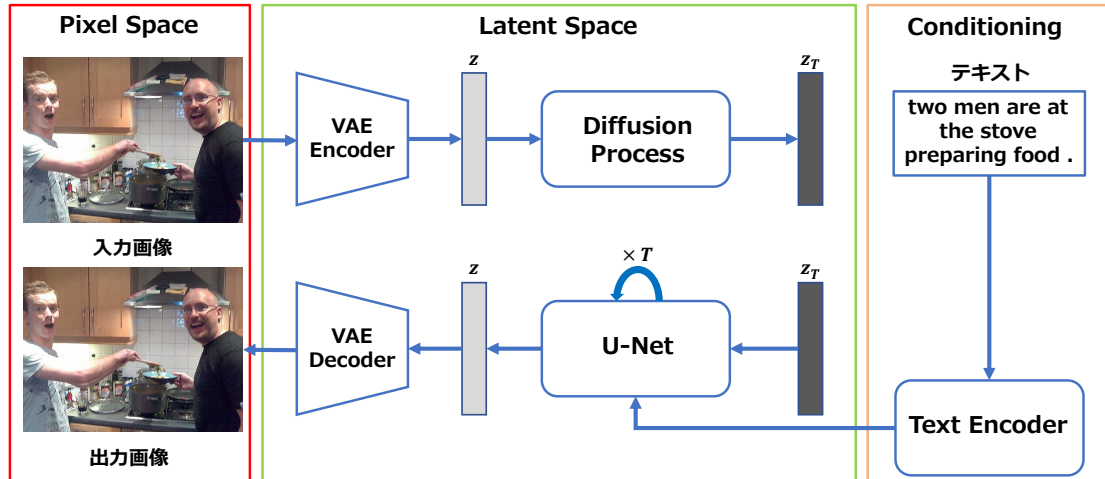 Pixel Space
入力画像
出力画像
Latent Space
VAE
Encoder
z
Diffusion
Process
z_T
VAE
Decoder
z
× T
U-Net
z_T
Conditioning
テキスト
two men are at
the stove
preparing food .
Text Encoder